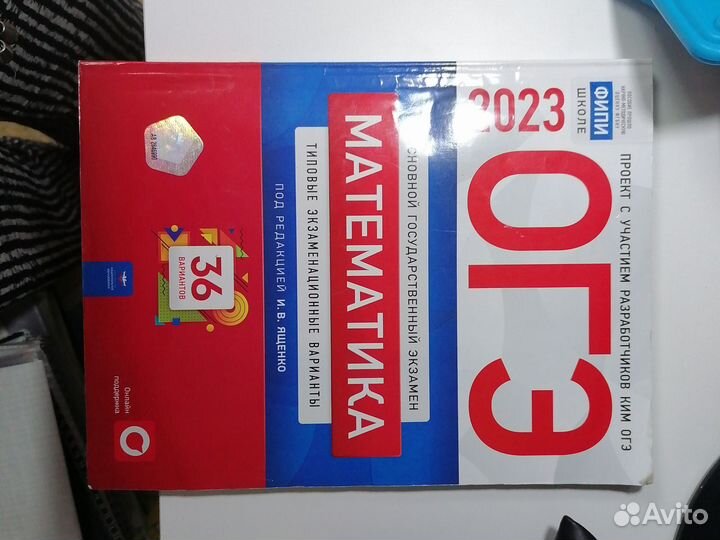 ФИПИ
ШКОЛЕ
ПРОЕКТ С УЧАСТИЕМ РАЗРАБОТЧИКОВ КИМ ОГЭ
2023
ОГЭ
ОСНОВНОЙ ГОСУДАРСТВЕННЫЙ ЭКЗАМЕН
МАТЕМАТИКА
ТИПОВЫЕ ЭКЗАМЕНАЦИОННЫЕ ВАРИАНТЫ
ПОД РЕДАКЦИЕЙ И.В. ЯЩЕНКО
36
ВАРИАНТОВ
Онлайн
поддержка
Avito